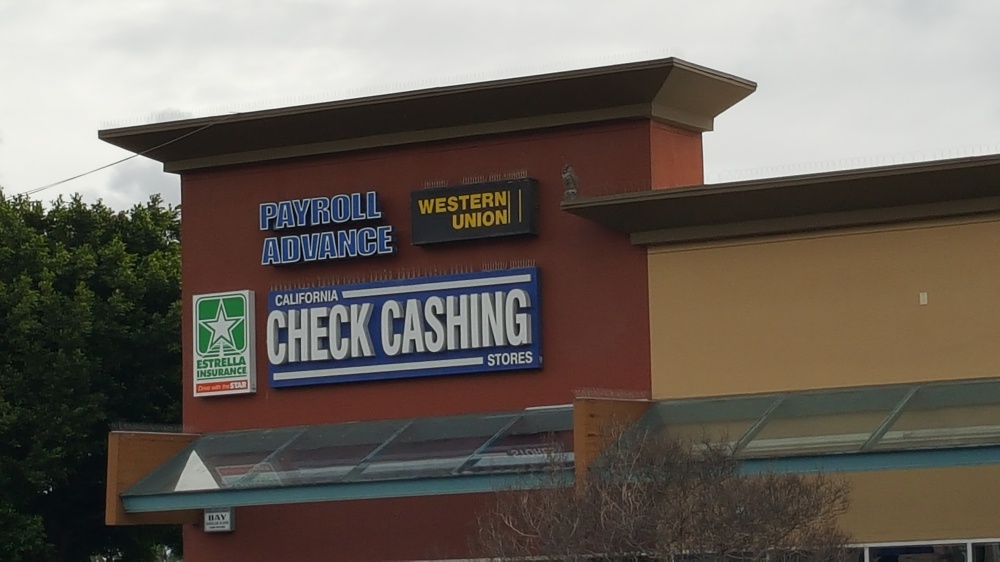 PAYROLL
ADVANCE
WESTERN
UNION
CALIFORNIA
CHECK CASHING
STORES
ESTRELLA
INSURANCE
Drive with the STAR
BAY